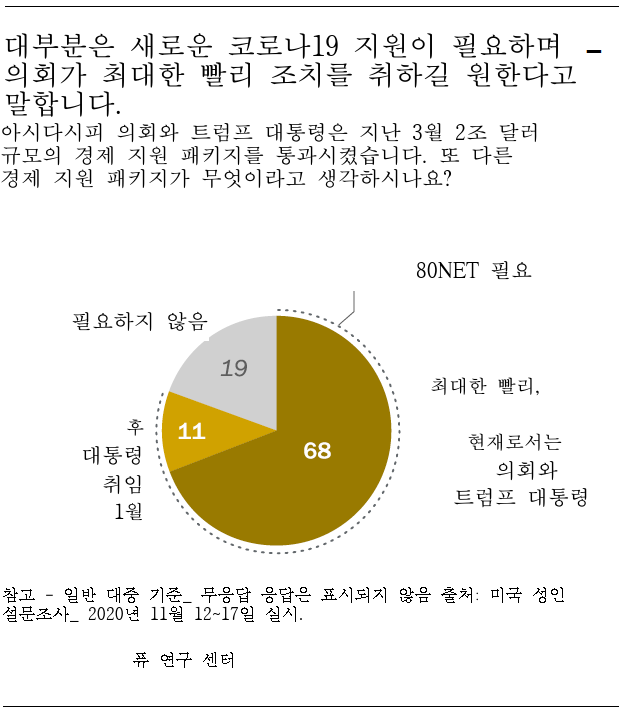 대부분은 새로운 코로나19 지원이 필요하며 –
의회가 최대한 빨리 조치를 취하길 원한다고
말합니다.
아시다시피 의회와 트럼프 대통령은 지난 3월 2조 달러
규모의 경제 지원 패키지를 통과시켰습니다. 또 다른
경제 지원 패키지가 무엇이라고 생각하시나요?
80NET 필요
필요하지 않음
19
최대한 빨리,
후
11
대통령
취임
1월
68
현재로서는
의회와
트럼프 대통령
참고 - 일반 대중 기준_ 무응답 응답은 표시되지 않음 출처: 미국 성인
설문조사_ 2020년 11월 12~17일 실시.
퓨 연구 센터